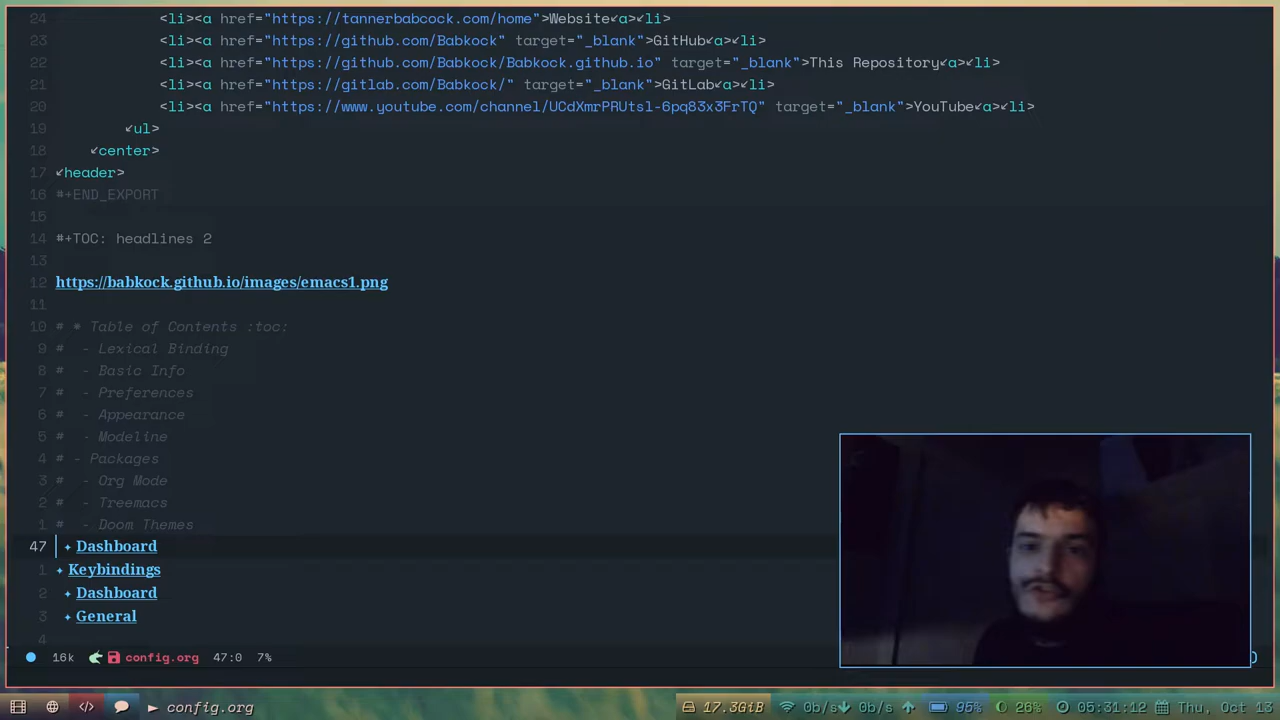 24 <li><a href="https://tannerbabcock.com/home">Website</a></li>
23 <li><a href="https://github.com/Babkock" target="_blank">GitHub</a></li>
22 <li><a href="https://github.com/Babkock/Babkock.github.io" target="_blank">This Repository</a></li>
21 <li><a href="https://gitlab.com/Babkock/" target="_blank">GitLab</a></li>
20 <li><a href="https://www.youtube.com/channel/UCdXmrPRUtsl-6pq83x3FrTQ" target="_blank">YouTube</a></li>
19 </ul>
18 </center>
17 </header>
16 #+END_EXPORT
15
14 #+TOC: headlines 2
13
12 https://babkock.github.io/images/emacs1.png
11
10 # * Table of Contents :toc:
9 # - Lexical Binding
8 # - Basic Info
7 # - Preferences
6 # - Appearance
5 # - Modeline
4 # - Packages
3 # - Org Mode
2 # - Treemacs
1 # - Doom Themes
47 ✦ Dashboard
1 ✦ Keybindings
2 ✦ Dashboard
3 ✦ General
4
16k config.org 47:0 7%
► config.org 17.3GiB 0b/s 0b/s 95% 26% 05:31:12 Thu, Oct 13